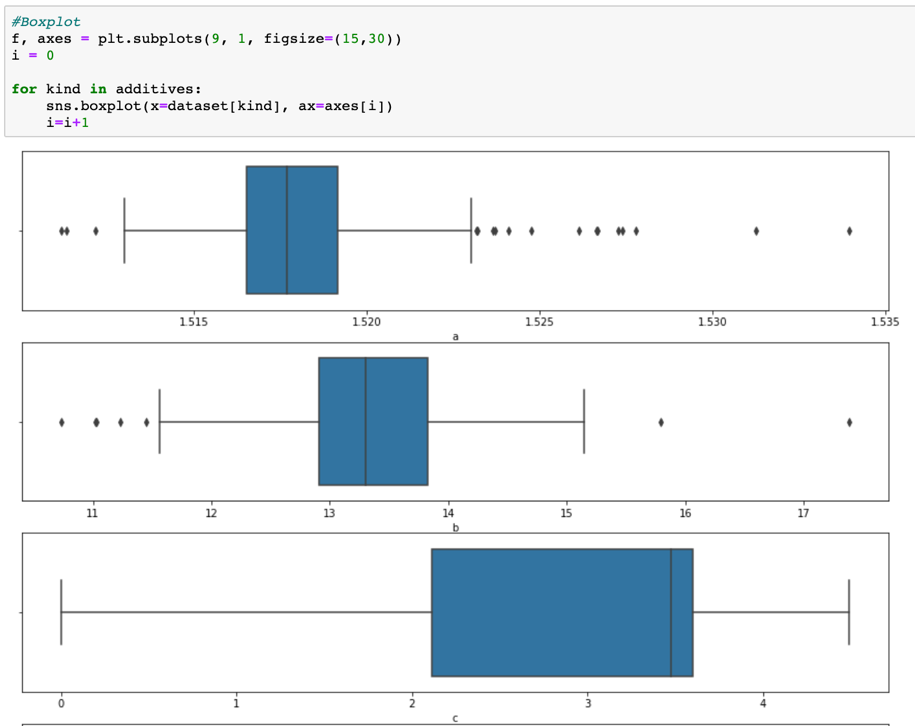 #Boxplot
f, axes = plt.subplots(9, 1, figsize=(15,30))
i = 0
for kind in additives:
    sns.boxplot(x=dataset[kind], ax=axes[i])
    i=i+1
1.515 1.520 1.525 1.530 1.535
a
11 12 13 14 15 16 17
b
0 1 2 3 4
c